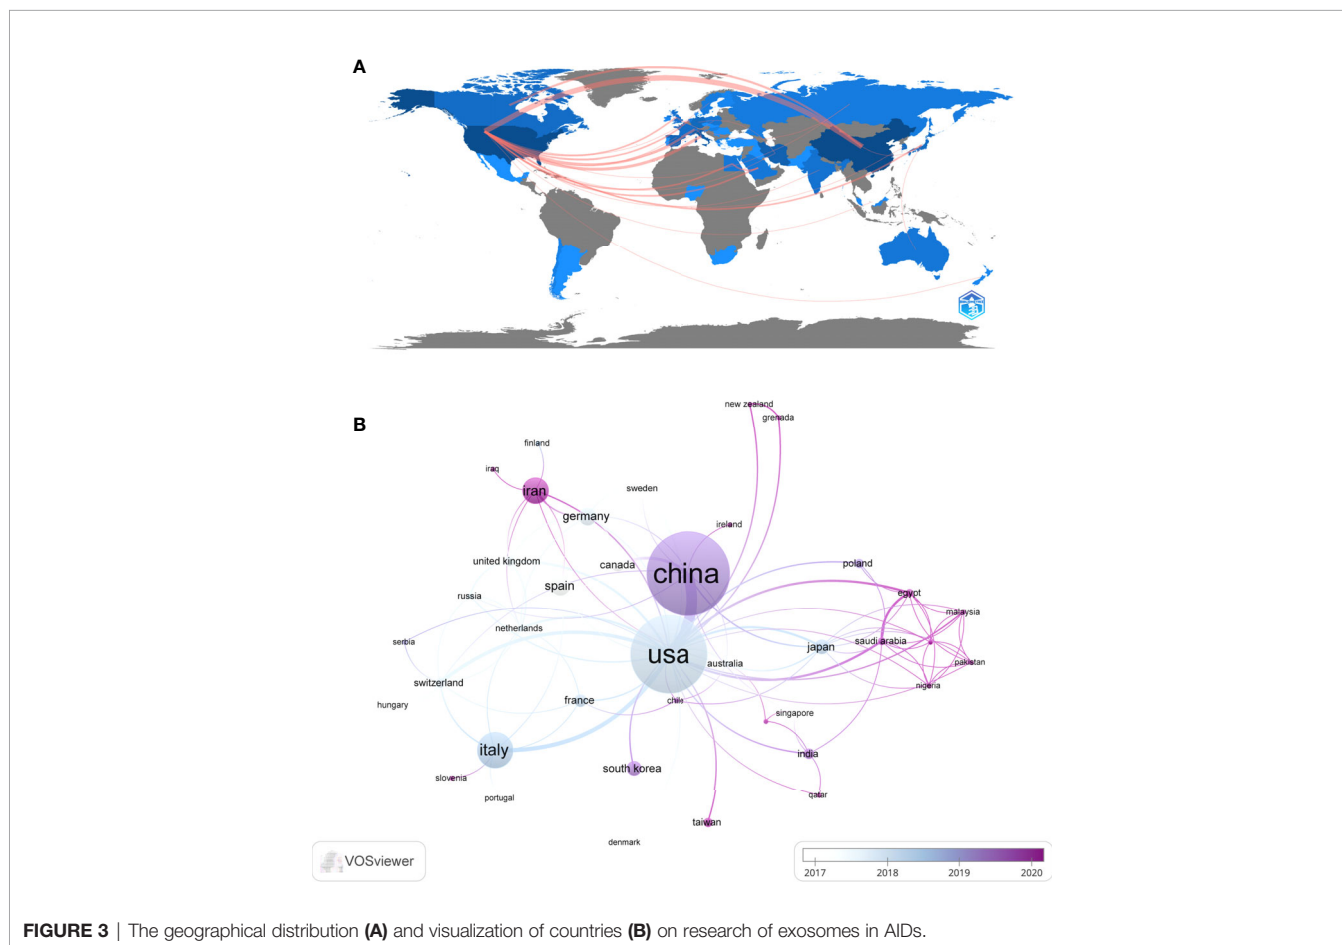 A
B
new zealand
grenada
finland
iraq
iran
sweden
germany
ireland
united kingdom
canada
china
poland
spain
egypt
russia
malaysia
netherlands
serbia
usa
saudi arabia
japan
australia
pakistan
switzerland
nigeria
hungary
france
chile
singapore
italy
india
south korea
slovenia
qatar
portugal
taiwan
denmark
VOSviewer
2017 2018 2019 2020
FIGURE 3 | The geographical distribution (A) and visualization of countries (B) on research of exosomes in AIDs.